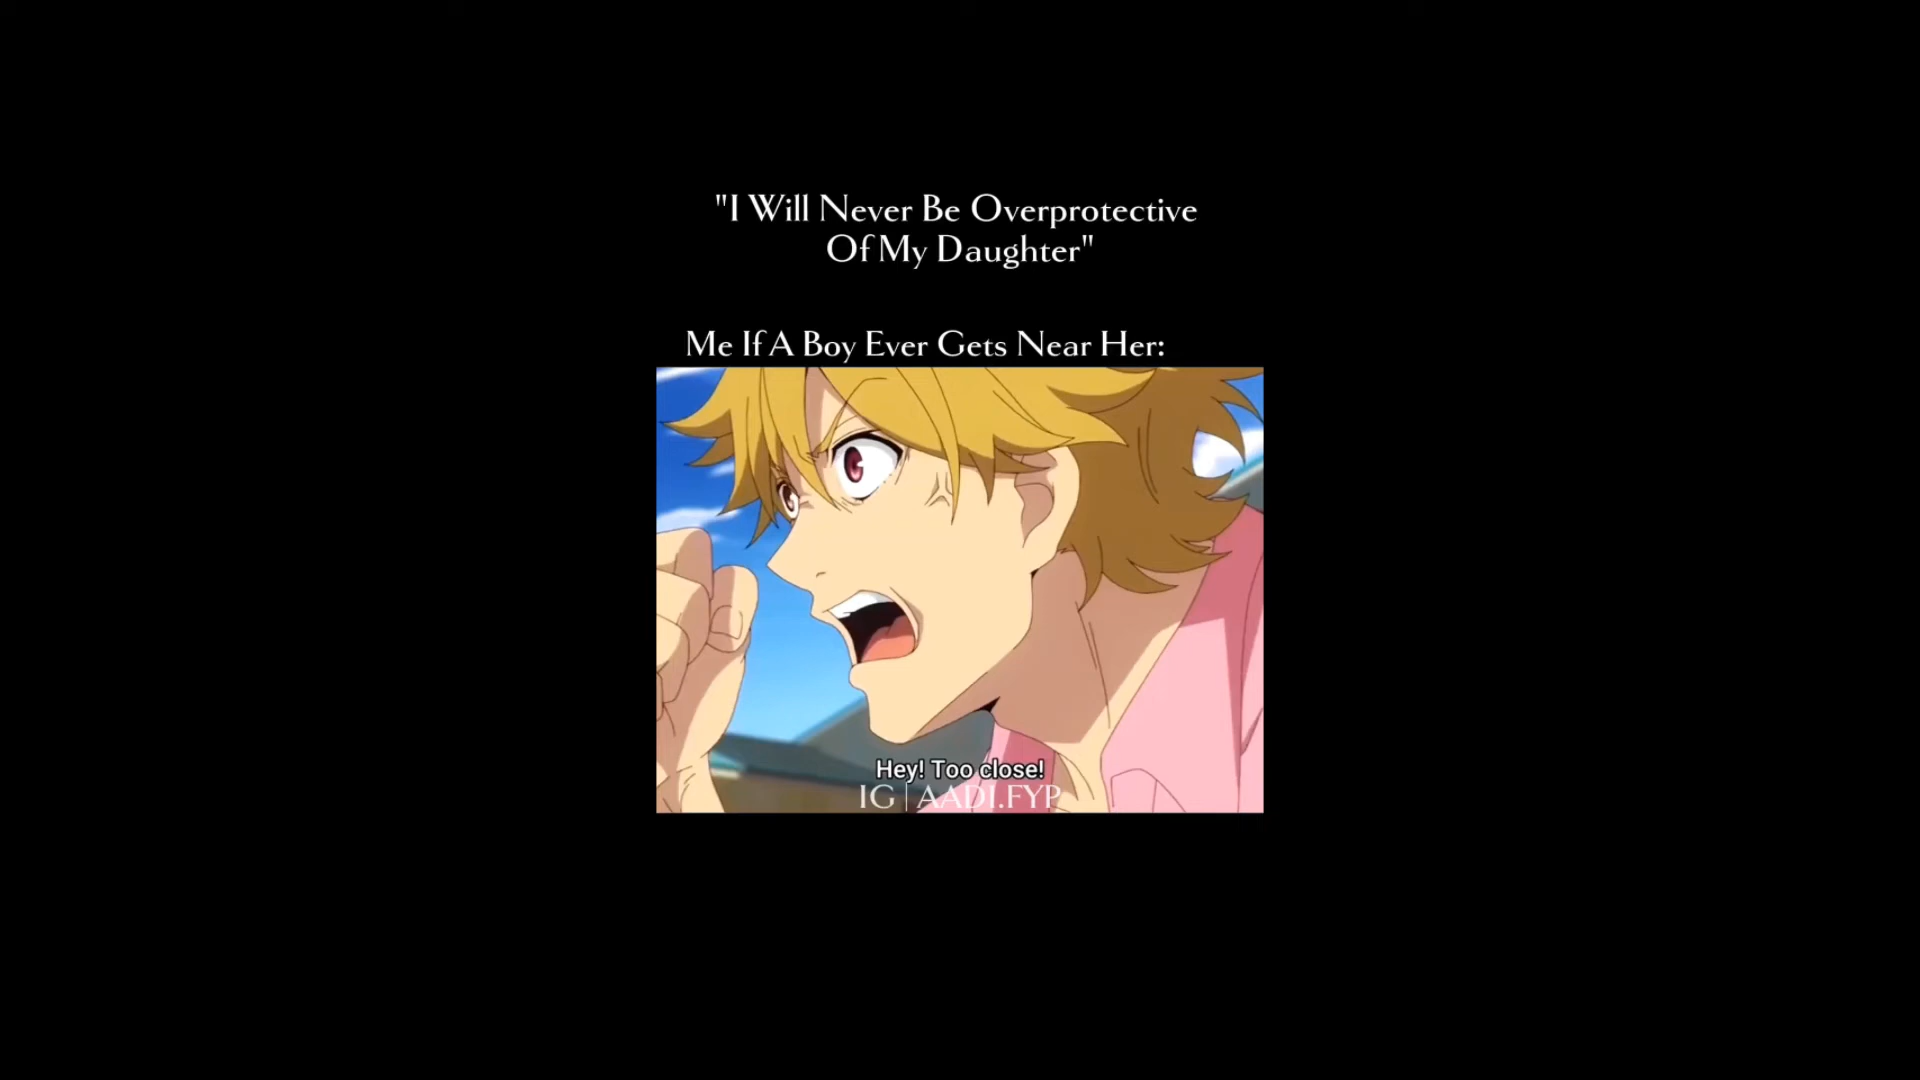 "I Will Never Be Overprotective
Of My Daughter"
Me If A Boy Ever Gets Near Her:
Hey! Too close!
IG | AADI.FYP